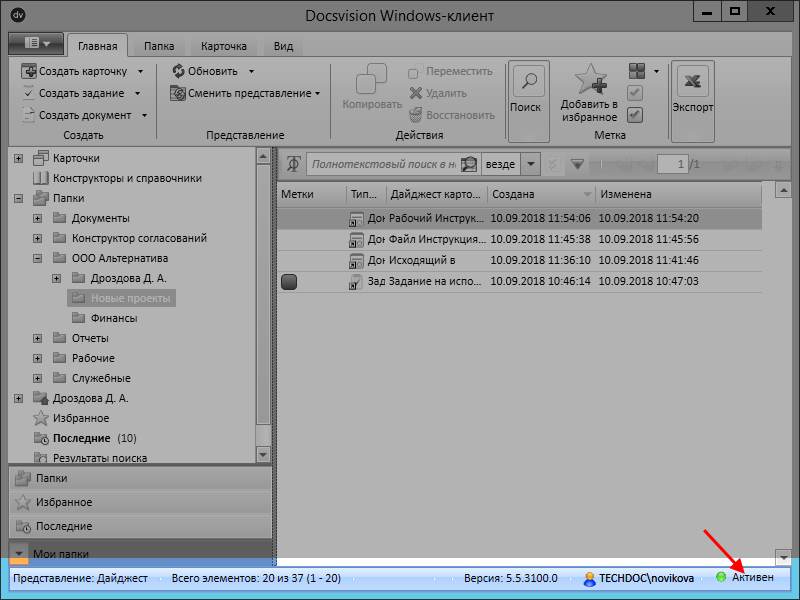 dv Docsvision Windows-клиент
Главная Папка Карточка Вид
Создать карточку
Создать задание
Создать документ
Создать
Обновить
Сменить представление
Представление
Копировать
Переместить
Удалить
Восстановить
Действия
Поиск
Добавить в избранное
Метка
Экспорт
Карточки
Конструкторы и справочники
Папки
Документы
Конструктор согласований
ООО Альтернатива
Дроздова Д. А.
Новые проекты
Финансы
Отчеты
Рабочие
Служебные
Дроздова Д. А.
Избранное
Последние (10)
Результаты поиска
Папки
Избранное
Последние
Мои папки
Полнотекстовый поиск в н везде 1 /1
Метки Тип... Дайджест карто... Создана Изменена
Дон Рабочий Инструк... 10.09.2018 11:54:06 10.09.2018 11:54:20
Дон Файл Инструкция... 10.09.2018 11:45:38 10.09.2018 11:45:56
Дон Исходящий в 10.09.2018 11:36:10 10.09.2018 11:41:46
Зад Задание на испо... 10.09.2018 10:46:14 10.09.2018 10:47:03
Представление: Дайджест Всего элементов: 20 из 37 (1 - 20) Версия: 5.5.3100.0 TECHDOC\novikova Активен